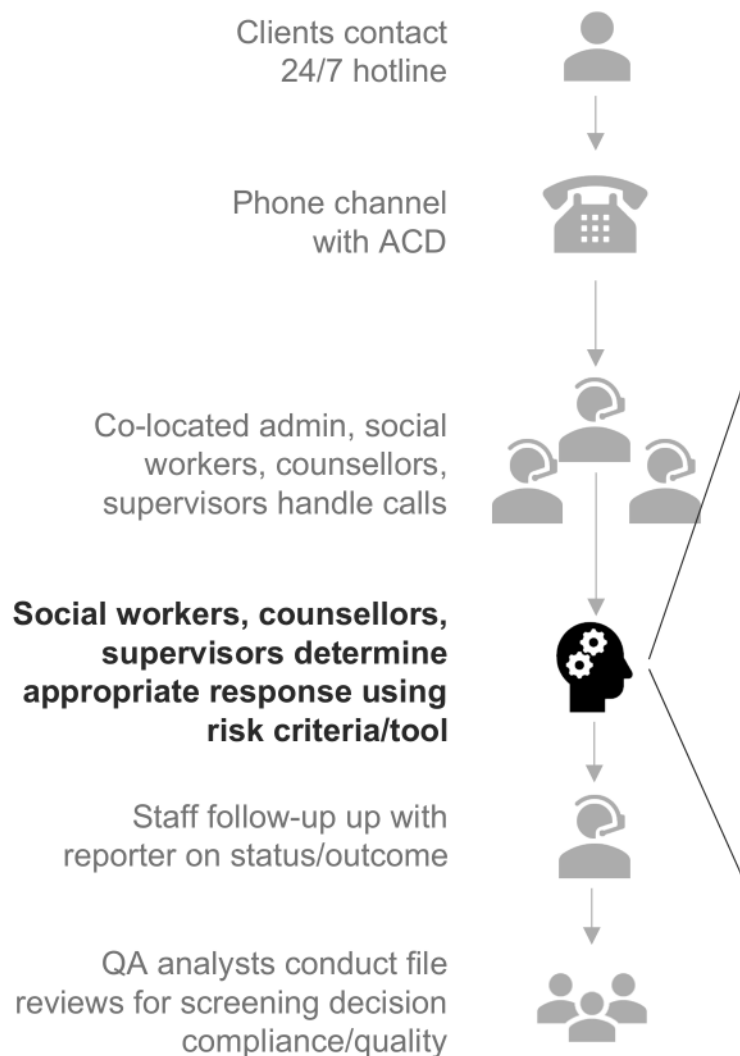 Clients contact
24/7 hotline
Phone channel
with ACD
Co-located admin, social
workers, counsellors,
supervisors handle calls
Social workers, counsellors,
supervisors determine
appropriate response using
risk criteria/tool
Staff follow-up up with
reporter on status/outcome
QA analysts conduct file
reviews for screening decision
compliance/quality